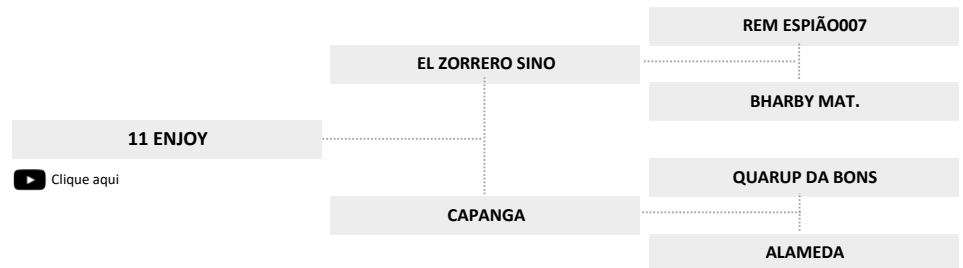 REM ESPIÃO007
EL ZORRERO SINO
BHARBY MAT.
11 ENJOY
Clique aqui
QUARUP DA BONS
CAPANGA
ALAMEDA